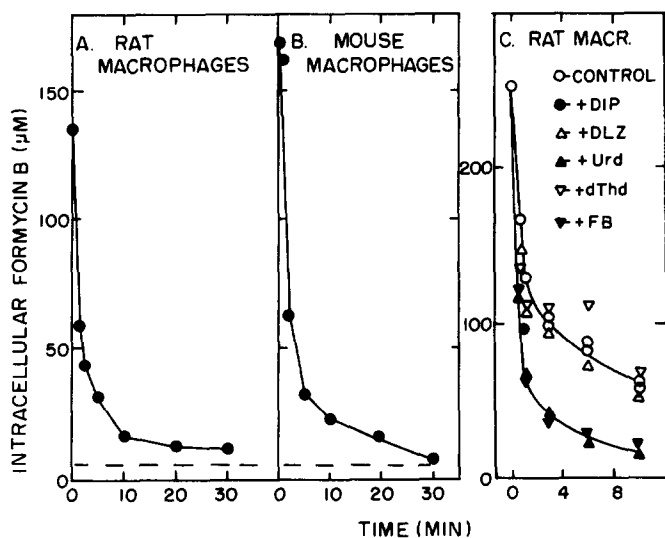 A. RAT
MACROPHAGES
B. MOUSE
MACROPHAGES
C. RAT MACR.
CONTROL
+DIP
+DLZ
+Urd
+dThd
+FB
INTRACELLULAR FORMYCIN B (μM)
150
100
50
0
200
100
0
0 10 20 30
0 10 20 30
0 4 8
TIME (MIN)